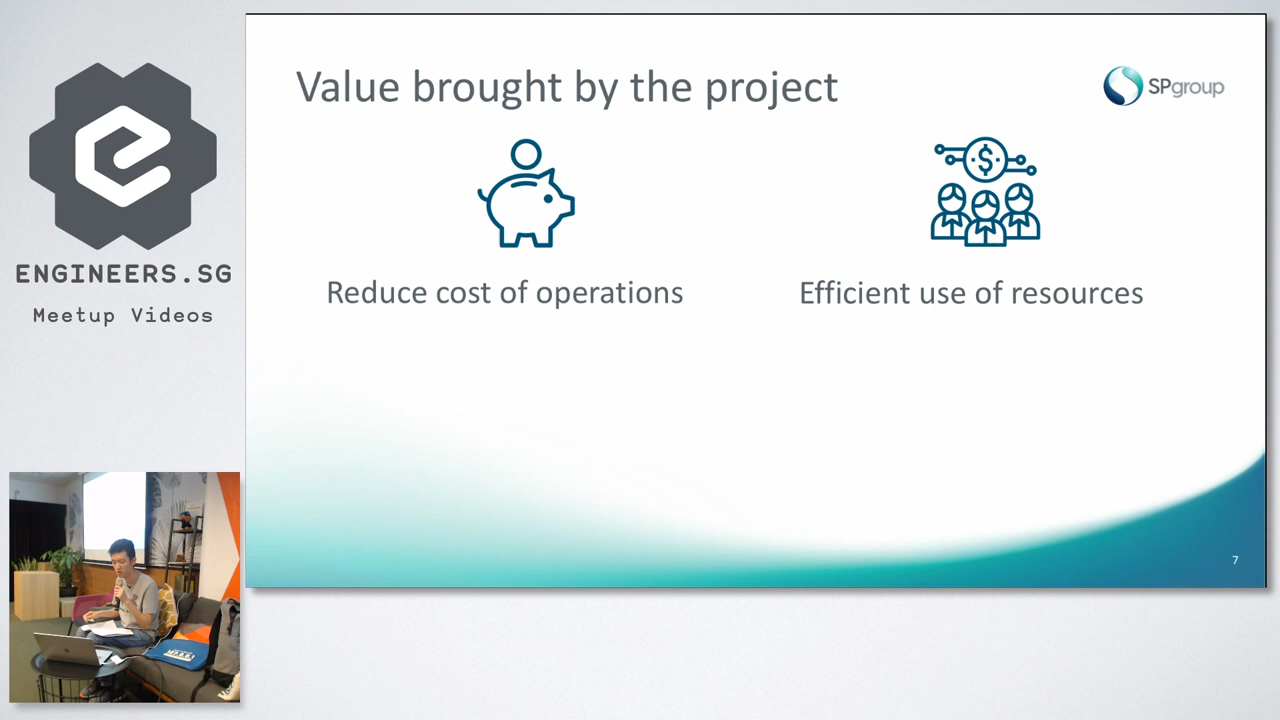 ENGINEERS.SG
Meetup Videos
Value brought by the project
SPgroup
$
Reduce cost of operations
Efficient use of resources
7